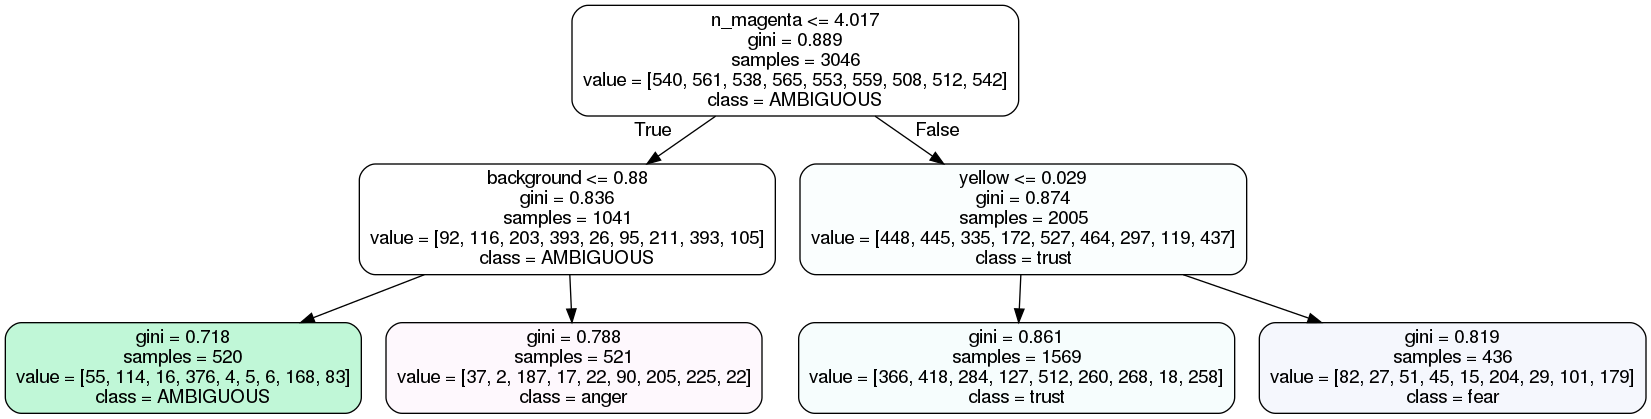 n_magenta <= 4.017
gini = 0.889
samples = 3046
value = [540, 561, 538, 565, 553, 559, 508, 512, 542]
class = AMBIGUOUS
True
False
background <= 0.88
gini = 0.836
samples = 1041
value = [92, 116, 203, 393, 26, 95, 211, 393, 105]
class = AMBIGUOUS
yellow <= 0.029
gini = 0.874
samples = 2005
value = [448, 445, 335, 172, 527, 464, 297, 119, 437]
class = trust
gini = 0.718
samples = 520
value = [55, 114, 16, 376, 4, 5, 6, 168, 83]
class = AMBIGUOUS
gini = 0.788
samples = 521
value = [37, 2, 187, 17, 22, 90, 205, 225, 22]
class = anger
gini = 0.861
samples = 1569
value = [366, 418, 284, 127, 512, 260, 268, 18, 258]
class = trust
gini = 0.819
samples = 436
value = [82, 27, 51, 45, 15, 204, 29, 101, 179]
class = fear